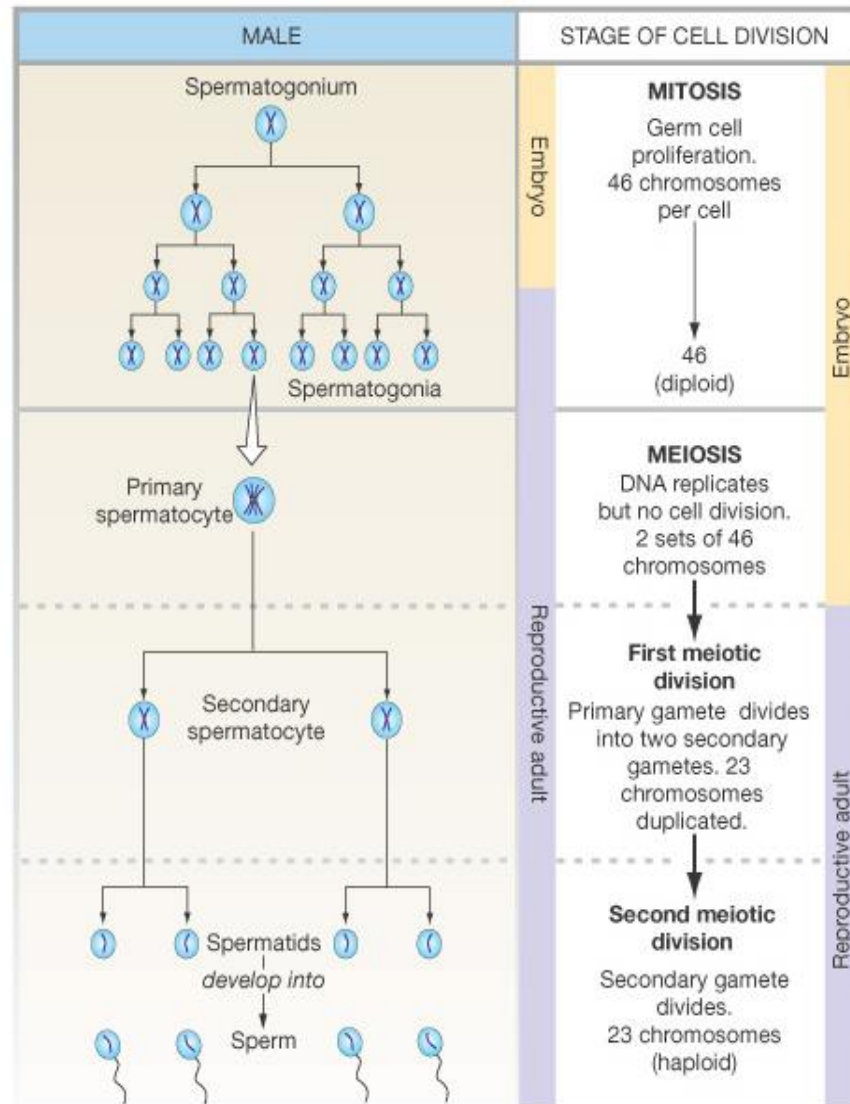 MALE
STAGE OF CELL DIVISION
Spermatogonium
Spermatogonia
Embryo
MITOSIS
Germ cell
proliferation.
46 chromosomes
per cell
46
(diploid)
Embryo
Primary
spermatocyte
MEIOSIS
DNA replicates
but no cell division.
2 sets of 46
chromosomes
Reproductive adult
Secondary
spermatocyte
First meiotic
division
Primary gamete divides
into two secondary
gametes. 23
chromosomes
duplicated.
Reproductive adult
Spermatids
develop into
Sperm
Second meiotic
division
Secondary gamete
divides.
23 chromosomes
(haploid)